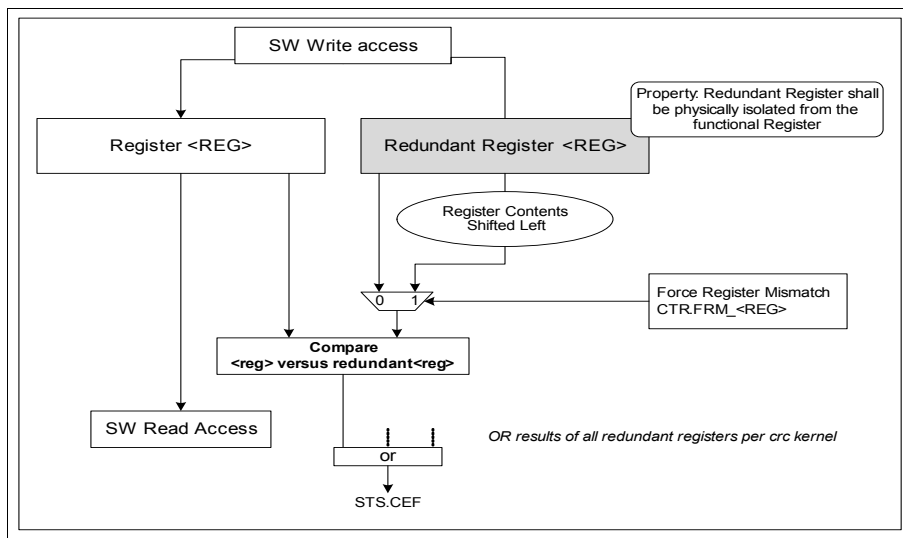 SW Write access
Property: Redundant Register shall
be physically isolated from the
functional Register
Register <REG>
Redundant Register <REG>
Register Contents
Shifted Left
0 1
Force Register Mismatch
CTR.FRM_<REG>
Compare
<reg> versus redundant<reg>
SW Read Access
OR results of all redundant registers per crc kernel
or
STS.CEF